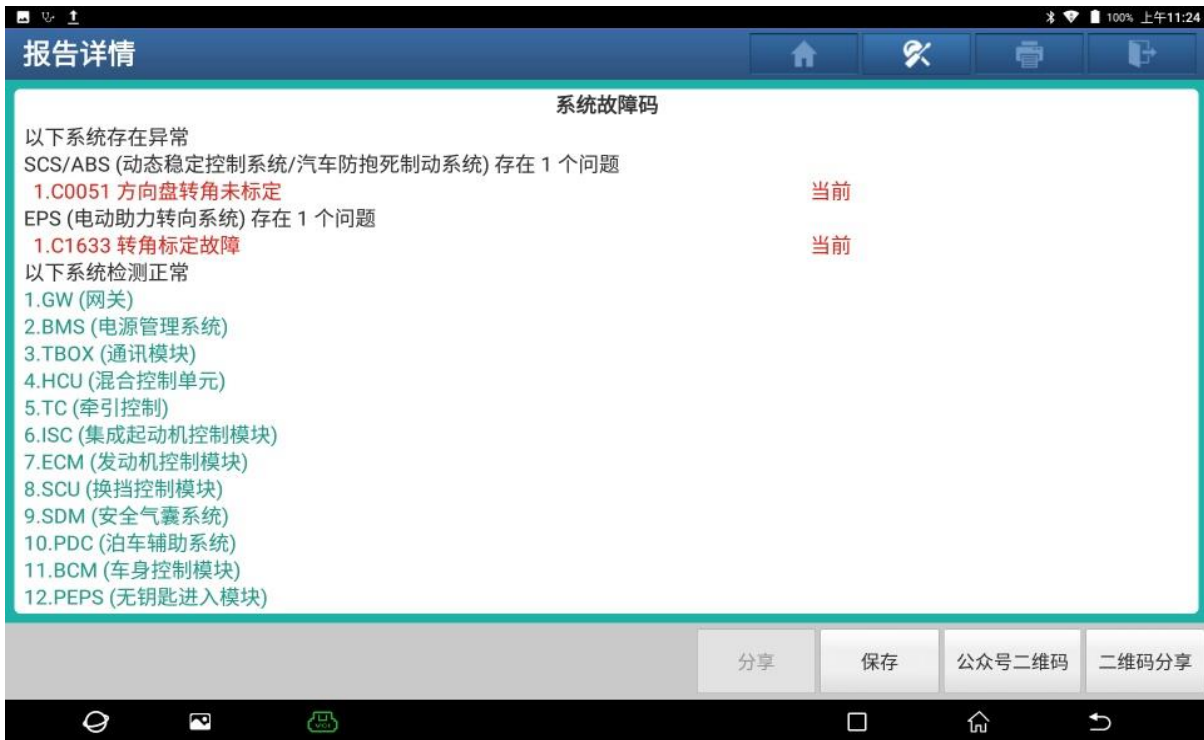 100% 上午11:24
报告详情
系统故障码
以下系统存在异常
SCS/ABS (动态稳定控制系统/汽车防抱死制动系统) 存在 1 个问题
1.C0051 方向盘转角未标定 当前
EPS (电动助力转向系统) 存在 1 个问题
1.C1633 转角标定故障 当前
以下系统检测正常
1.GW (网关)
2.BMS (电源管理系统)
3.TBOX (通讯模块)
4.HCU (混合控制单元)
5.TC (牵引控制)
6.ISC (集成起动机控制模块)
7.ECM (发动机控制模块)
8.SCU (换挡控制模块)
9.SDM (安全气囊系统)
10.PDC (泊车辅助系统)
11.BCM (车身控制模块)
12.PEPS (无钥匙进入模块)
分享 保存 公众号二维码 二维码分享